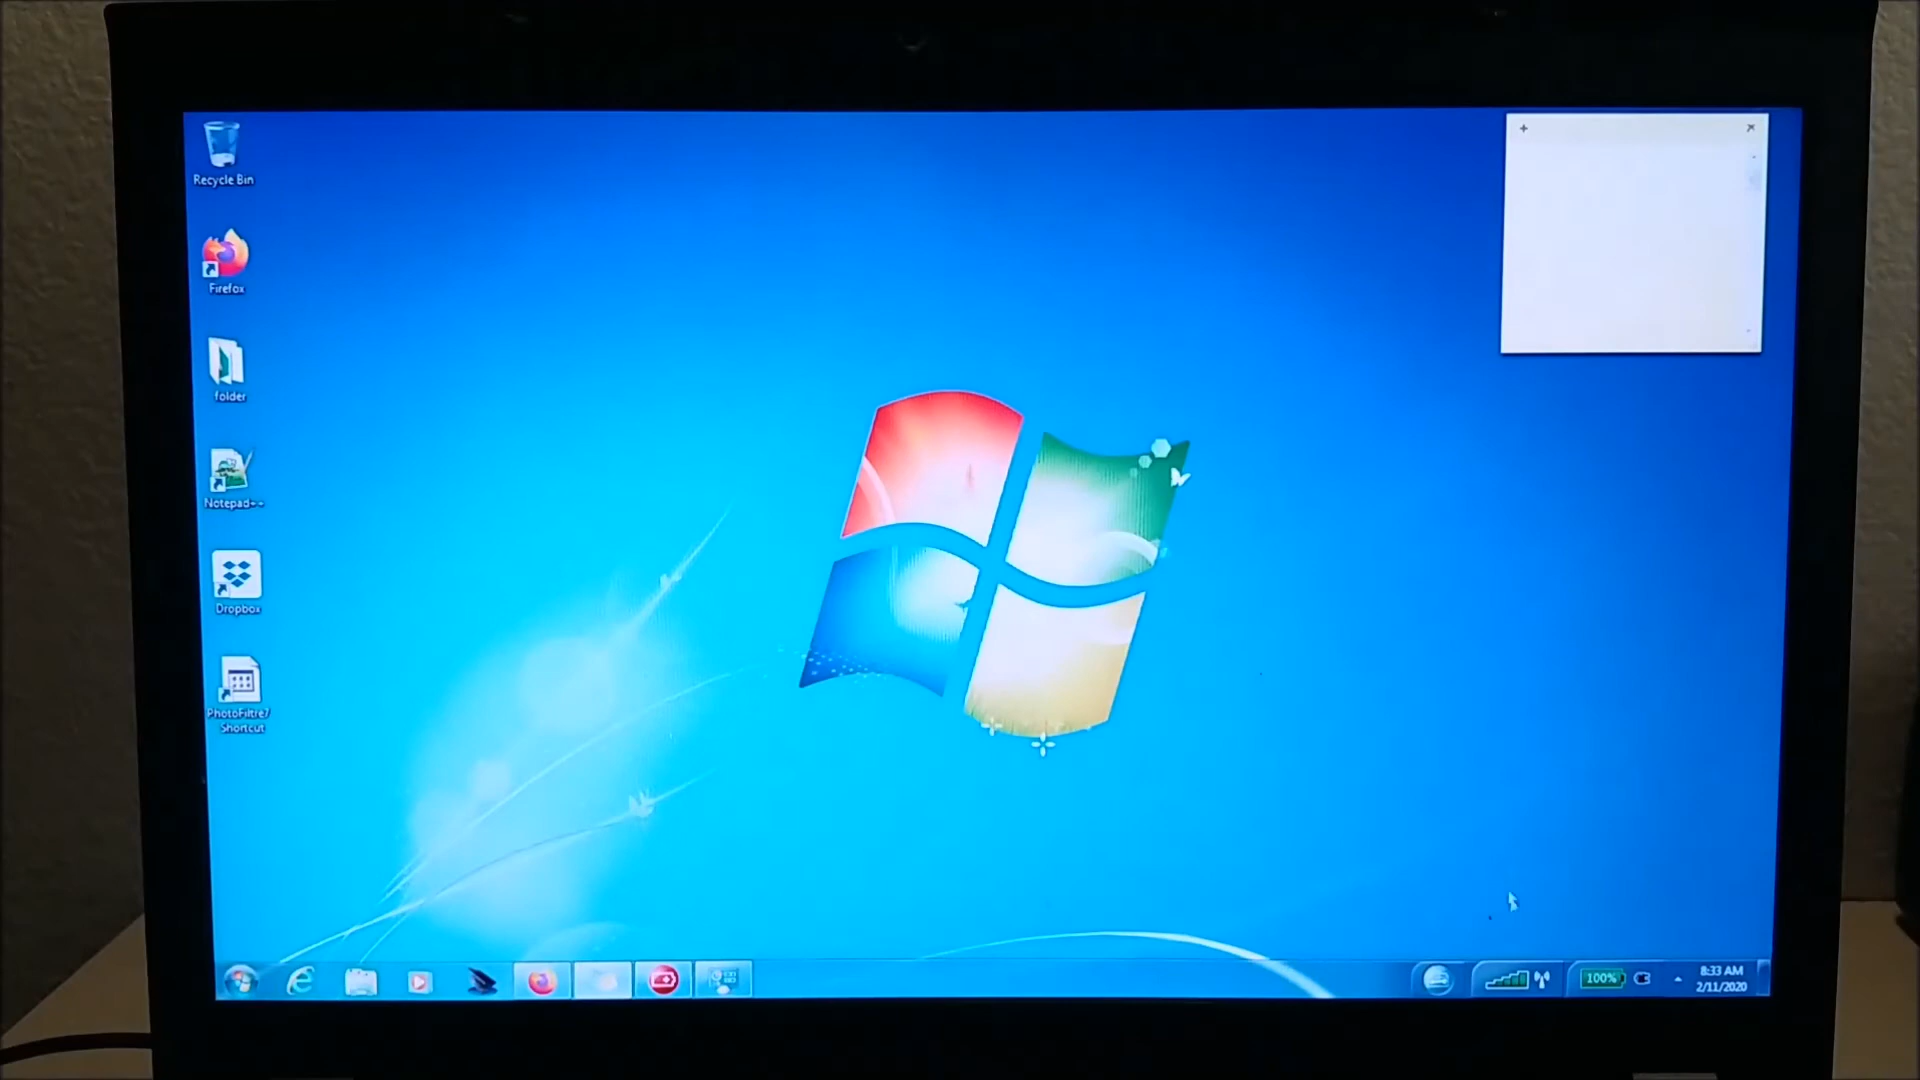 Recycle Bin
Firefox
folder
Notepad++
Dropbox
PhotoFiltre7
Shortcut
100%
8:33 AM
2/11/2020